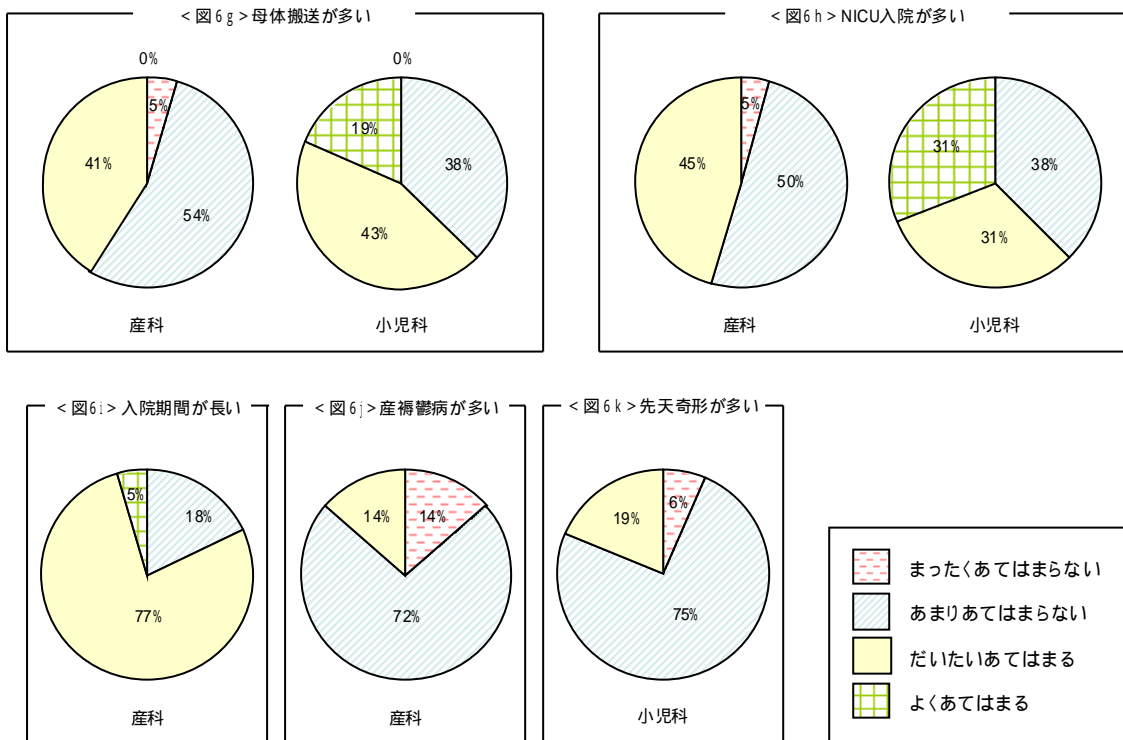 <図6g>母体搬送が多い
0%
5%
54%
41%
産科
0%
38%
43%
19%
小児科
<図6h>NICU入院が多い
5%
50%
45%
産科
38%
31%
31%
小児科
<図6i>入院期間が長い
18%
77%
5%
産科
<図6j>産褥鬱病が多い
14%
72%
14%
産科
<図6k>先天奇形が多い
6%
75%
19%
小児科
まったくあてはまらない
あまりあてはまらない
だいたいあてはまる
よくあてはまる